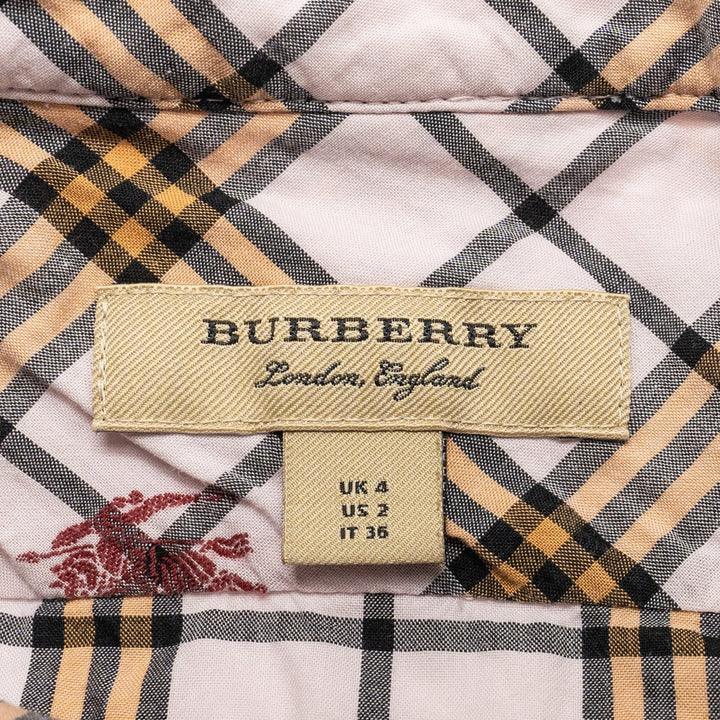 BURBERRY
London, England
UK 4
US 2
IT 36